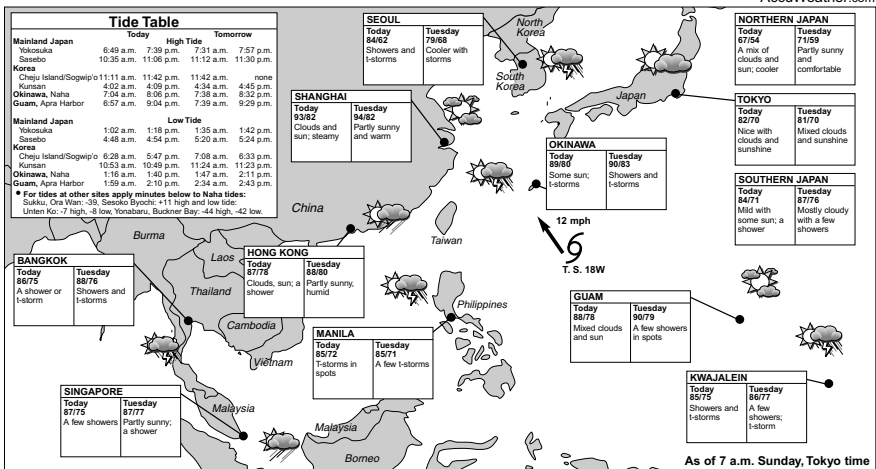 AccuWeather.com
Tide Table
Today Tomorrow
Mainland Japan High Tide
Yokosuka 6:49 a.m. 7:39 p.m. 7:31 a.m. 7:57 p.m.
Sasebo 10:35 a.m. 11:06 p.m. 11:12 a.m. 11:30 p.m.
Korea
Cheju Island/Sogwip'o 11:11 a.m. 11:42 p.m. 11:42 a.m. none
Kunsan 4:02 a.m. 4:09 p.m. 4:34 a.m. 4:45 p.m.
Okinawa, Naha 7:04 a.m. 8:06 p.m. 7:38 a.m. 8:32 p.m.
Guam, Apra Harbor 6:57 a.m. 9:04 p.m. 7:39 a.m. 9:29 p.m.
Mainland Japan Low Tide
Yokosuka 1:02 a.m. 1:18 p.m. 1:35 a.m. 1:42 p.m.
Sasebo 4:48 a.m. 4:54 p.m. 5:20 a.m. 5:24 p.m.
Korea
Cheju Island/Sogwip'o 6:28 a.m. 5:47 p.m. 7:08 a.m. 6:33 p.m.
Kunsan 10:53 a.m. 10:49 p.m. 11:24 a.m. 11:23 p.m.
Okinawa, Naha 1:16 a.m. 1:40 p.m. 1:47 a.m. 2:11 p.m.
Guam, Apra Harbor 1:59 a.m. 2:10 p.m. 2:34 a.m. 2:43 p.m.
• For tides at other sites apply minutes below to Naha tides:
Sukku, Ora Wan: -39, Sesoko Byochi: +11 high and low tide:
Unten Ko: -7 high, -8 low, Yonabaru, Buckner Bay: -44 high, -42 low.
SEOUL
Today Tuesday
84/62 79/68
Showers and Cooler with
t-storms storms
North
Korea
South
Korea
Japan
NORTHERN JAPAN
Today Tuesday
67/54 71/59
A mix of Partly sunny
clouds and and
sun; cooler comfortable
SHANGHAI
Today Tuesday
93/82 94/82
Clouds and Partly sunny
sun; steamy and warm
TOKYO
Today Tuesday
82/70 81/70
Nice with Mixed clouds
clouds and and sunshine
sunshine
OKINAWA
Today Tuesday
89/80 90/83
Some sun; Showers and
t-storms t-storms
SOUTHERN JAPAN
Today Tuesday
84/71 87/76
Mild with Mostly cloudy
some sun; a with a few
shower showers
China
Taiwan
12 mph
T. S. 18W
Burma
Laos
Thailand
Cambodia
Vietnam
HONG KONG
Today Tuesday
87/78 88/80
Clouds, sun; a Partly sunny,
shower humid
BANGKOK
Today Tuesday
86/75 88/76
A shower or Showers and
t-storm t-storms
Philippines
GUAM
Today Tuesday
88/78 90/79
Mixed clouds A few showers
and sun in spots
MANILA
Today Tuesday
85/72 85/71
T-storms in A few t-storms
spots
KWAJALEIN
Today Tuesday
85/75 86/77
Showers and A few
t-storms showers;
t-storm
SINGAPORE
Today Tuesday
87/75 87/77
A few showers Partly sunny;
a shower
Malaysia
Malaysia
Borneo
As of 7 a.m. Sunday, Tokyo time